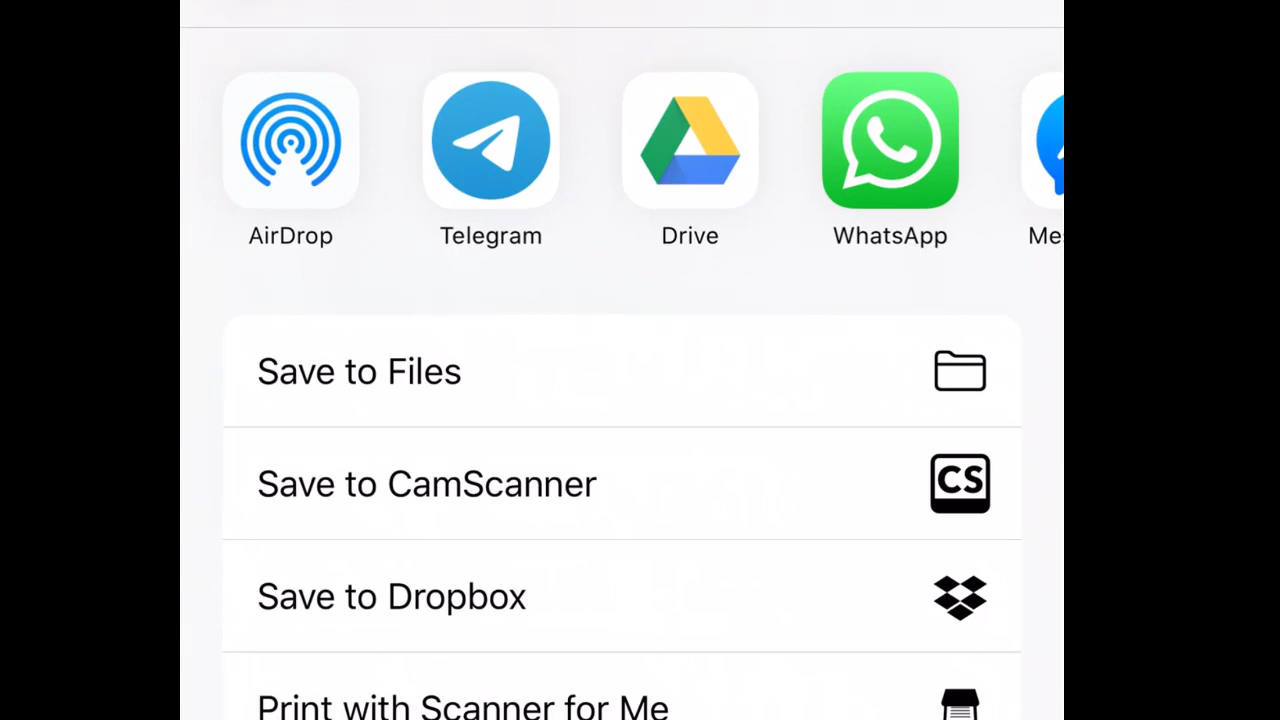 AirDrop Telegram Drive WhatsApp Me
Save to Files
Save to CamScanner
CS
Save to Dropbox
Print with Scanner for Me